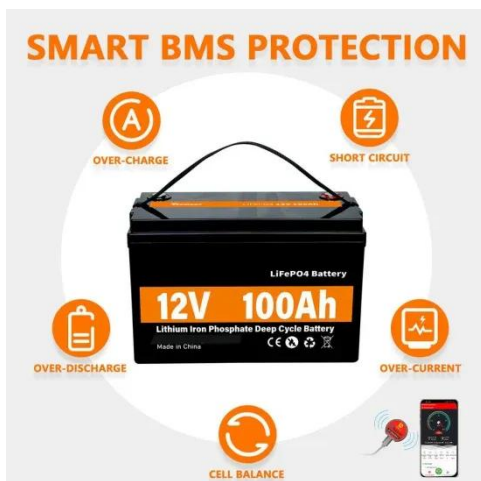 SMART BMS PROTECTION
A
OVER-CHARGE
SHORT CIRCUIT
LiFePO4 Battery
12V 100Ah
Lithium Iron Phosphate Deep Cycle Battery
Made in China
CE
OVER-DISCHARGE
OVER-CURRENT
CELL BALANCE